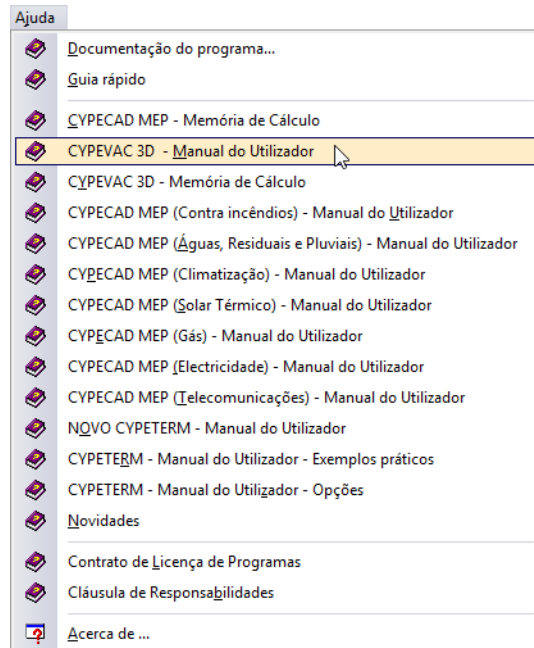 Ajuda
Documentação do programa...
Guia rápido
CYPECAD MEP - Memória de Cálculo
CYPEVAC 3D - Manual do Utilizador
CYPEVAC 3D - Memória de Cálculo
CYPECAD MEP (Contra incêndios) - Manual do Utilizador
CYPECAD MEP (Águas, Residuais e Pluviais) - Manual do Utilizador
CYPECAD MEP (Climatização) - Manual do Utilizador
CYPECAD MEP (Solar Térmico) - Manual do Utilizador
CYPECAD MEP (Gás) - Manual do Utilizador
CYPECAD MEP (Electricidade) - Manual do Utilizador
CYPECAD MEP (Telecomunicações) - Manual do Utilizador
NOVO CYPETERM - Manual do Utilizador
CYPETERM - Manual do Utilizador - Exemplos práticos
CYPETERM - Manual do Utilizador - Opções
Novidades
Contrato de Licença de Programas
Cláusula de Responsabilidades
Acerca de ...